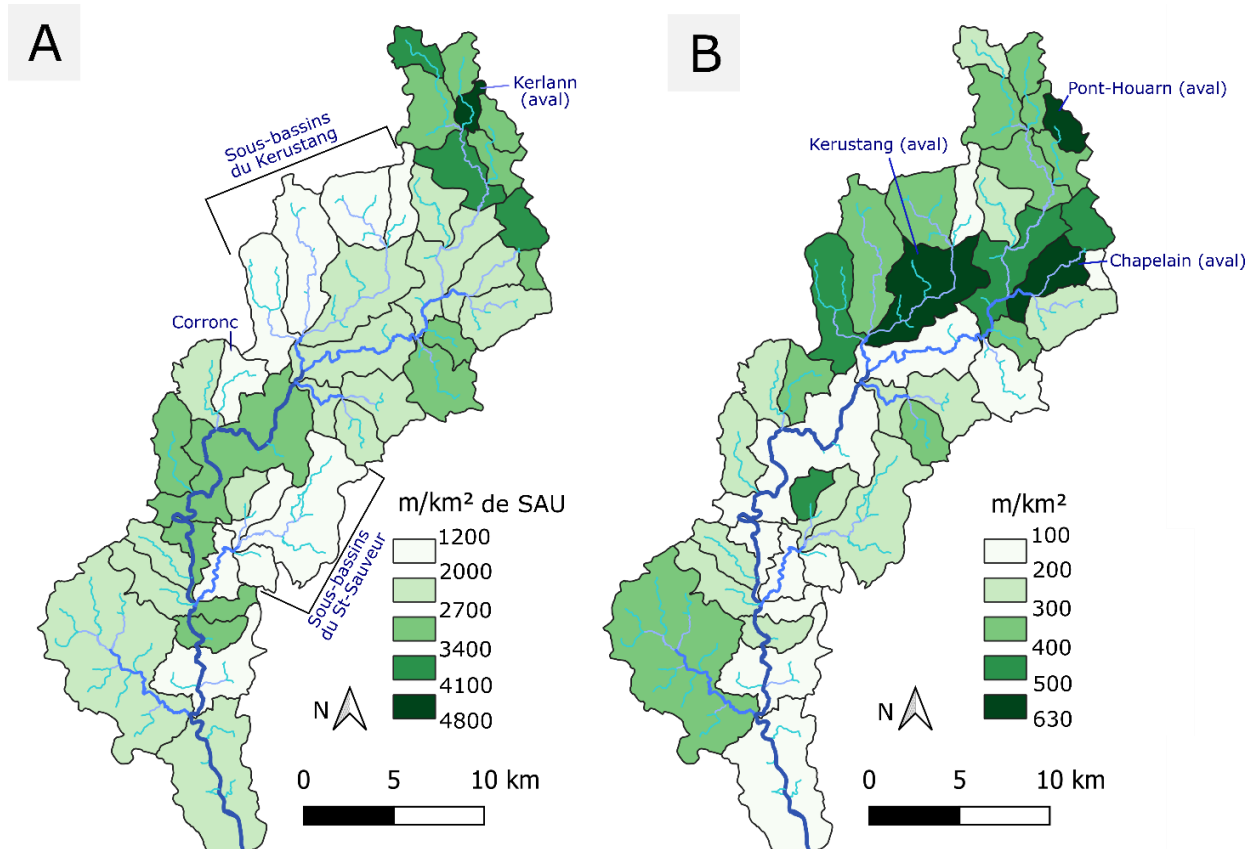 A
Kerlann
(aval)
Sous-bassins
du Kerustang
Corronc
m/km² de SAU
1200
2000
2700
3400
4100
4800
Sous-bassins
du St-Sauveur
N
0 5 10 km
B
Pont-Houarn (aval)
Kerustang (aval)
Chapelain (aval)
m/km²
100
200
300
400
500
630
N
0 5 10 km